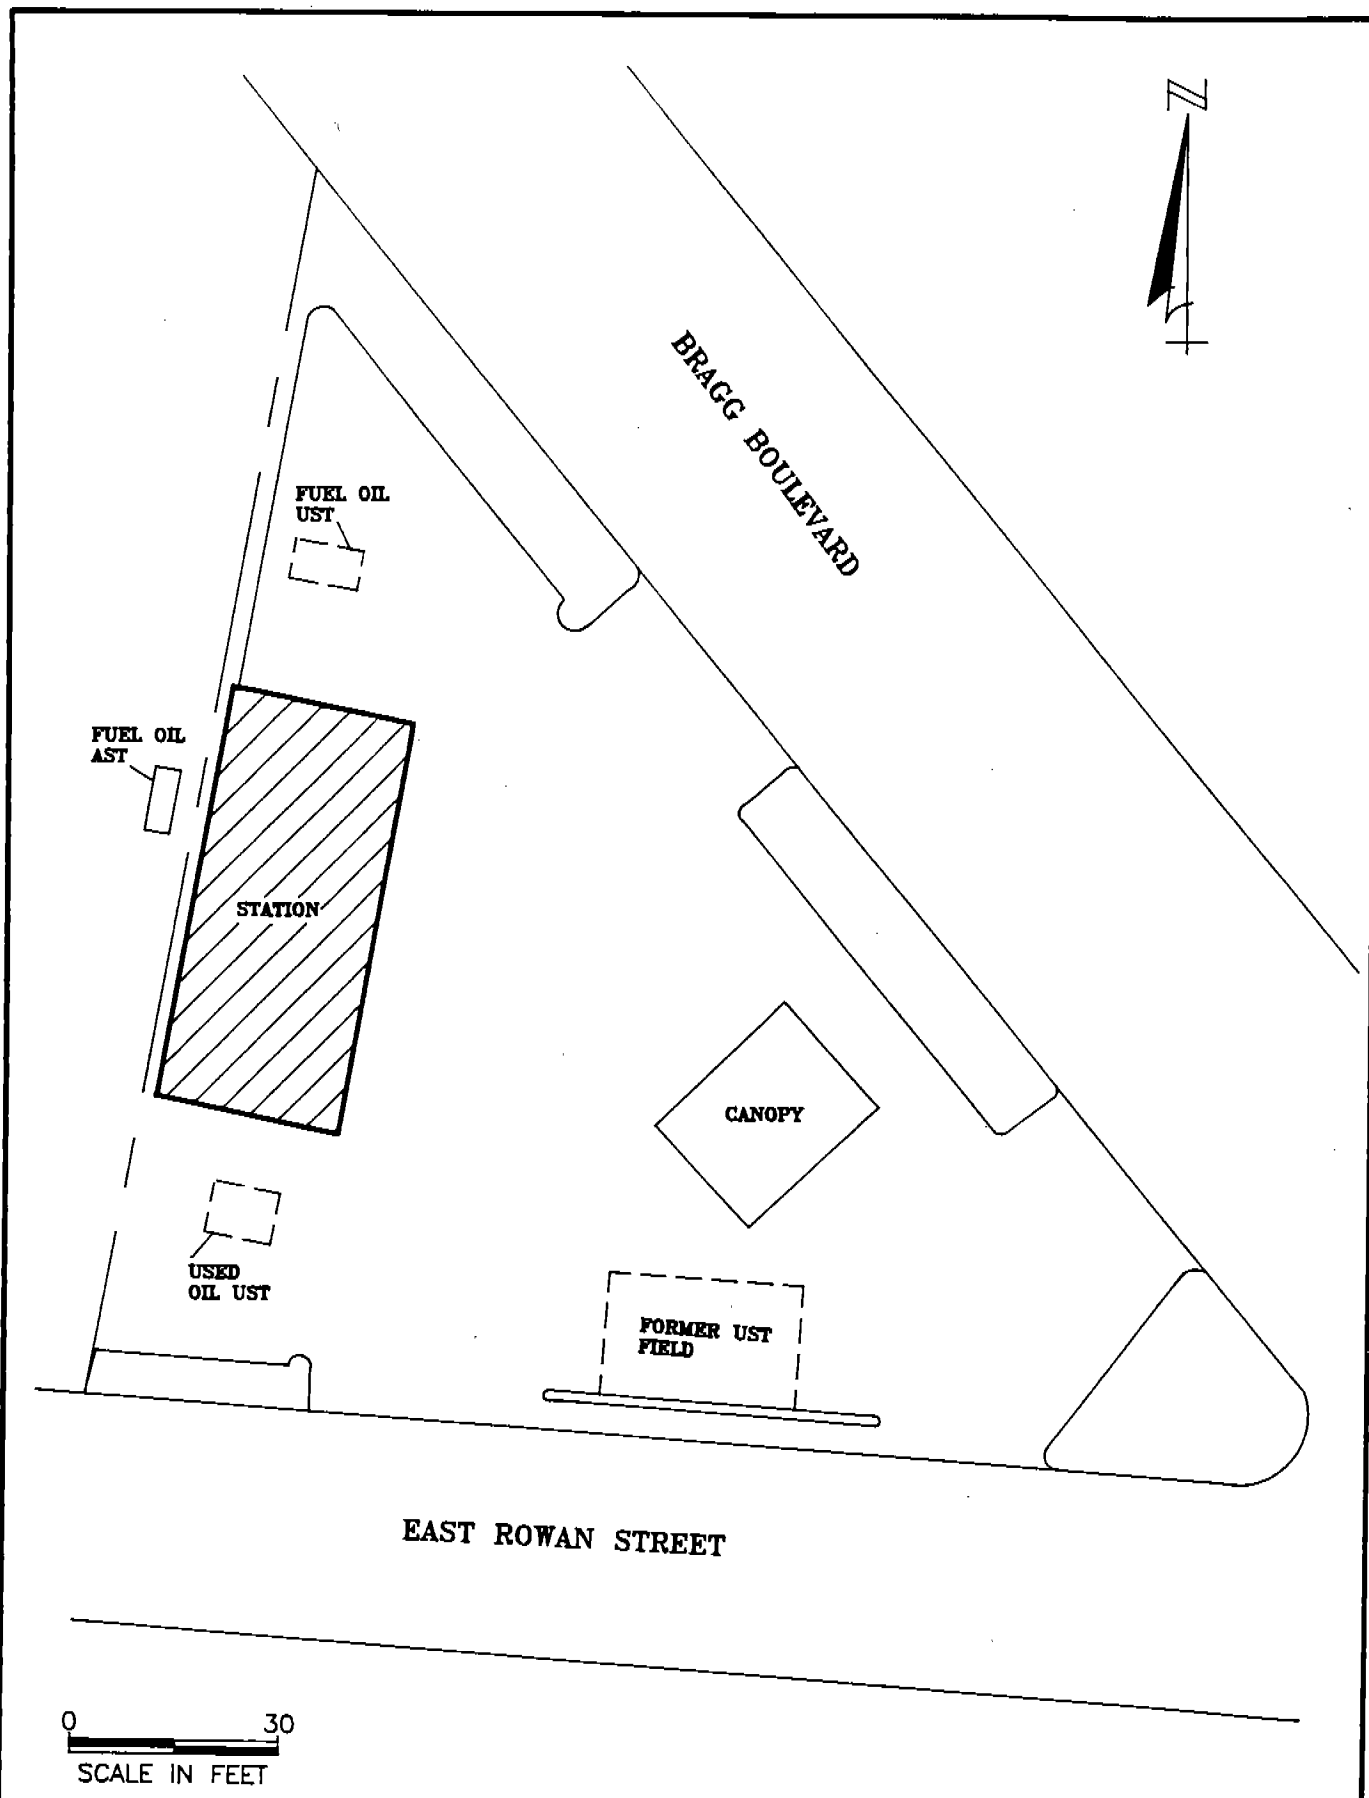 N
BRAGG BOULEVARD
FUEL OIL
UST
FUEL OIL
AST
STATION
CANOPY
USED
OIL UST
FORMER UST
FIELD
EAST ROWAN STREET
0 30
SCALE IN FEET